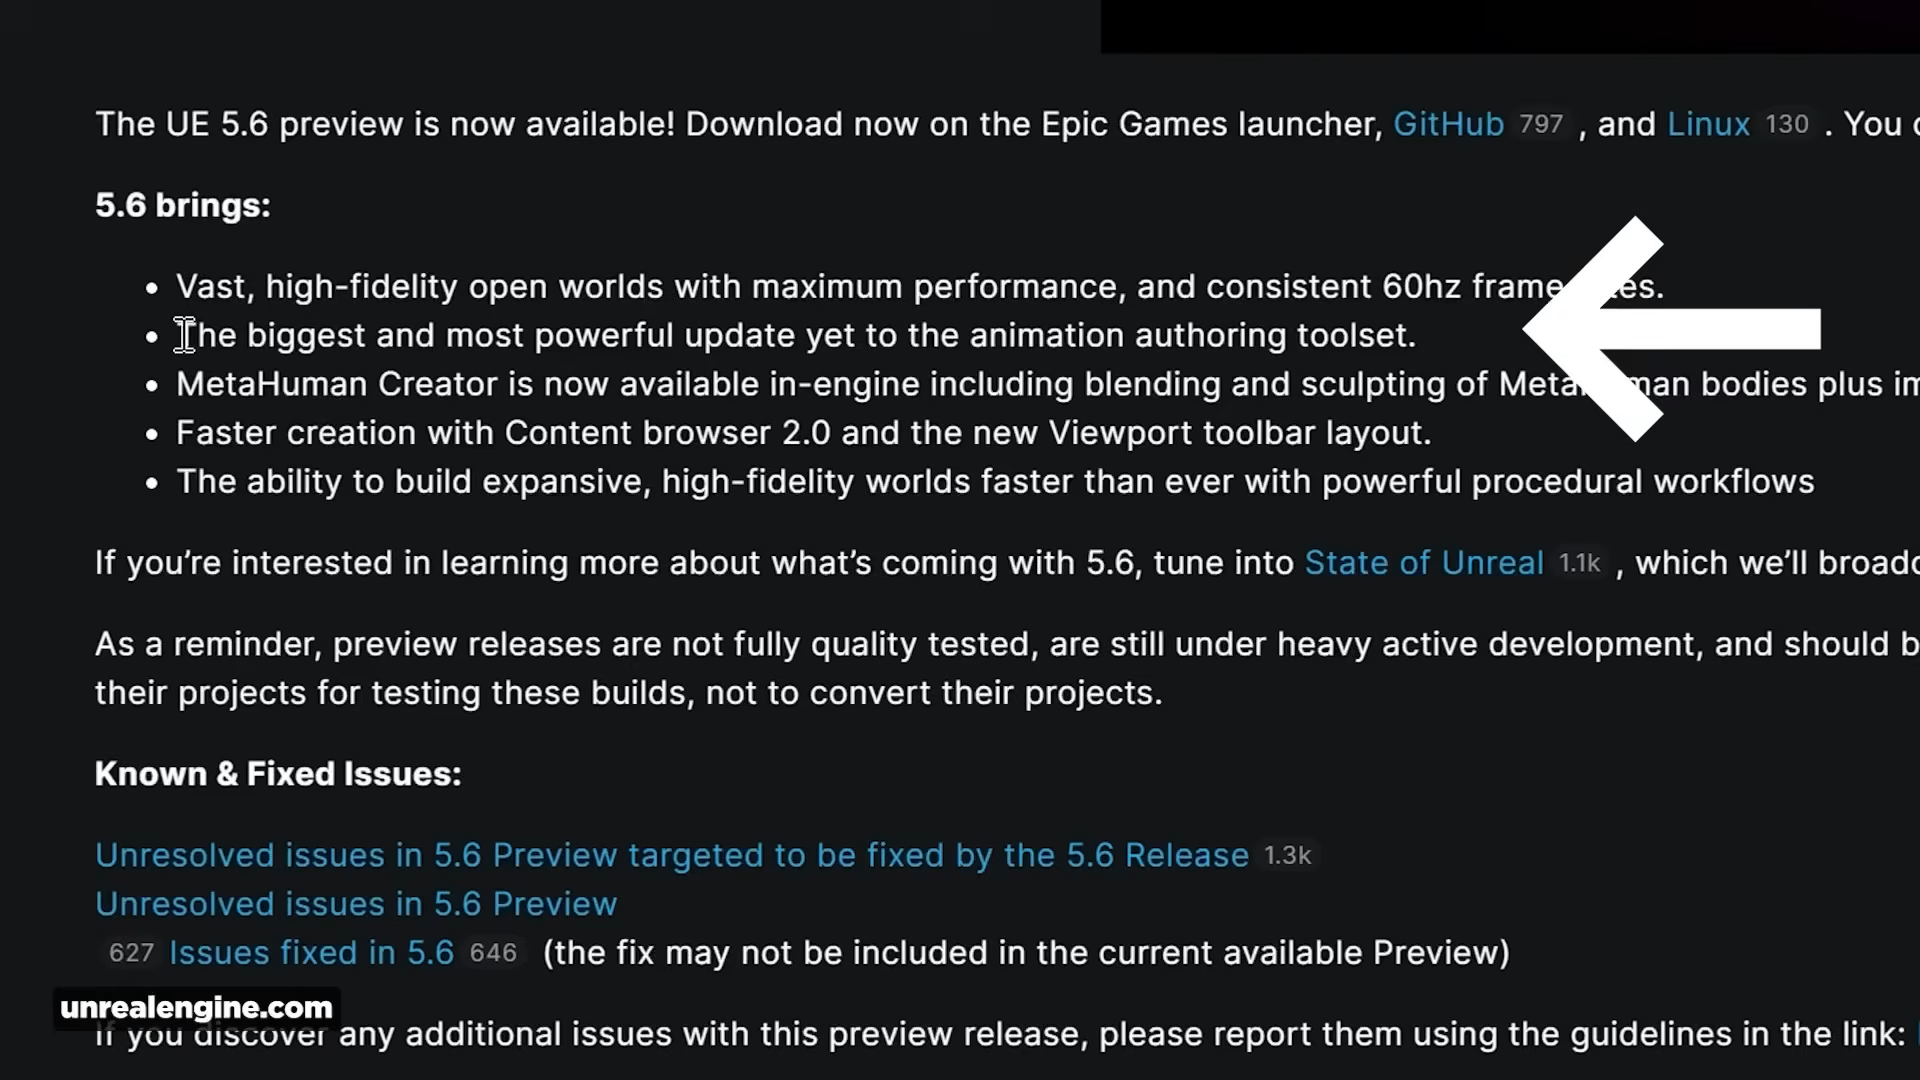 The UE 5.6 preview is now available! Download now on the Epic Games launcher, GitHub 797 , and Linux 130 . You
5.6 brings:
• Vast, high-fidelity open worlds with maximum performance, and consistent 60hz
• The biggest and most powerful update yet to the animation authoring toolset.
• MetaHuman Creator is now available in-engine including blending and sculpting of bodies plus
• Faster creation with Content browser 2.0 and the new Viewport toolbar layout.
• The ability to build expansive, high-fidelity worlds faster than ever with powerful procedural workflows
If you’re interested in learning more about what’s coming with 5.6, tune into State of Unreal 1.1k , which we’ll
As a reminder, preview releases are not fully quality tested, are still under heavy active development, and should
their projects for testing these builds, not to convert their projects.
Known & Fixed Issues:
Unresolved issues in 5.6 Preview targeted to be fixed by the 5.6 Release 1.3k
Unresolved issues in 5.6 Preview
627 Issues fixed in 5.6 646 (the fix may not be included in the current available Preview)
unrealengine.com
If you discover any additional issues with this preview release, please report them using the guidelines in the link: